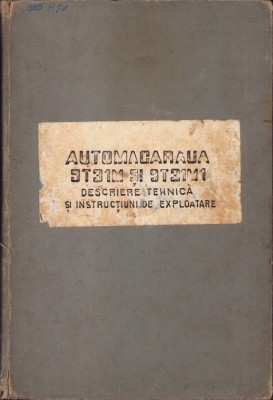 AUTOMACARAUA
9T31M ȘI 9T31M1
DESCRIERE TEHNICĂ
ȘI INSTRUCȚIUNI DE EXPLOATARE